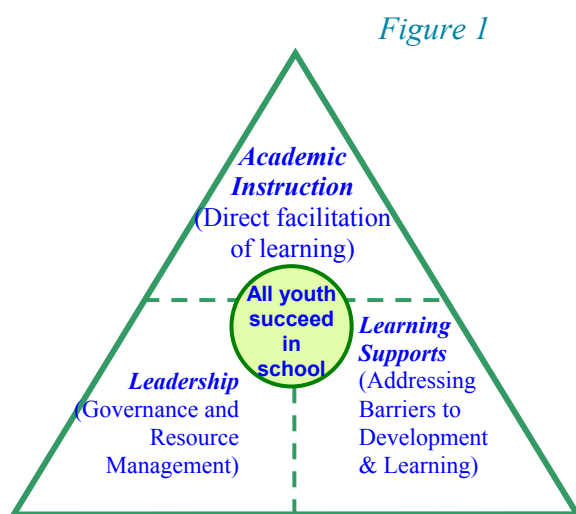 Figure 1
Academic
Instruction
(Direct facilitation
of learning)
All youth
succeed
in
school
Leadership
(Governance and
Resource
Management)
Learning
Supports
(Addressing
Barriers to
Development
& Learning)